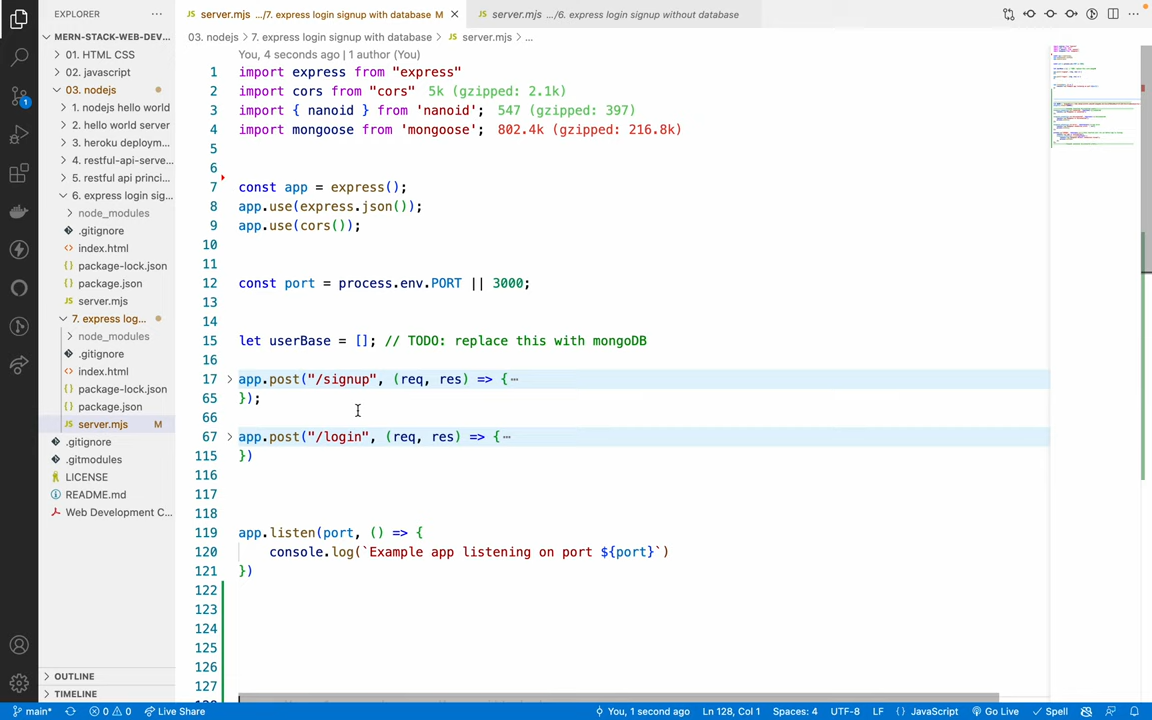 EXPLORER
MERN-STACK-WEB-DEV...
01. HTML CSS
02. javascript
03. nodejs
1. nodejs hello world
2. hello world server
3. heroku deploym...
4. restful-api-serve...
5. restful api princi...
6. express login sig...
node_modules
.gitignore
index.html
package-lock.json
package.json
server.mjs
7. express log...
node_modules
.gitignore
index.html
package-lock.json
package.json
server.mjs M
.gitignore
.gitmodules
LICENSE
README.md
Web Development C...
OUTLINE
TIMELINE
server.mjs .../7. express login signup with database M
server.mjs .../6. express login signup without database
03. nodejs > 7. express login signup with database > server.mjs > ...
You, 4 seconds ago | 1 author (You)
1 import express from "express"
2 import cors from "cors" 5k (gzipped: 2.1k)
3 import { nanoid } from 'nanoid'; 547 (gzipped: 397)
4 import mongoose from 'mongoose'; 802.4k (gzipped: 216.8k)
5
6
7 const app = express();
8 app.use(express.json());
9 app.use(cors());
10
11
12 const port = process.env.PORT || 3000;
13
14
15 let userBase = []; // TODO: replace this with mongoDB
16
17 app.post("/signup", (req, res) => {…
65 });
66
67 app.post("/login", (req, res) => {…
115 })
116
117
118
119 app.listen(port, () => {
120 console.log(`Example app listening on port ${port}`)
121 })
122
123
124
125
126
127
1
main* 0 0 Live Share You, 1 second ago Ln 128, Col 1 Spaces: 4 UTF-8 LF {} JavaScript Go Live Spell